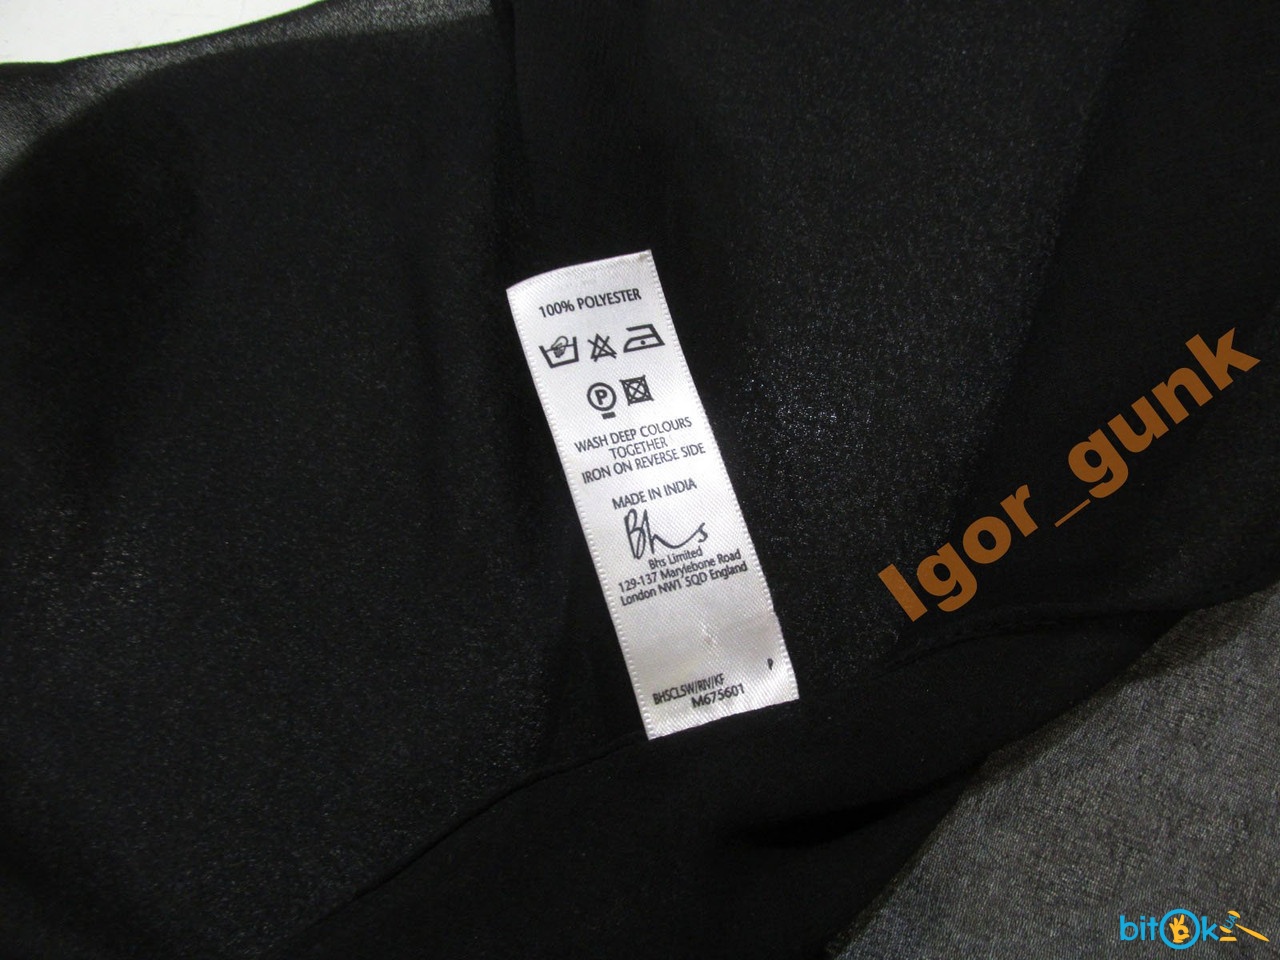 100% POLYESTER
P
WASH DEEP COLOURS
TOGETHER
IRON ON REVERSE SIDE
MADE IN INDIA
Bhs
Bhs Limited
129-137 Marylebone Road
London NW1 5QD England
P
BHSCLSW/RIV/KF
M675601
Igor_gunk
bitOk